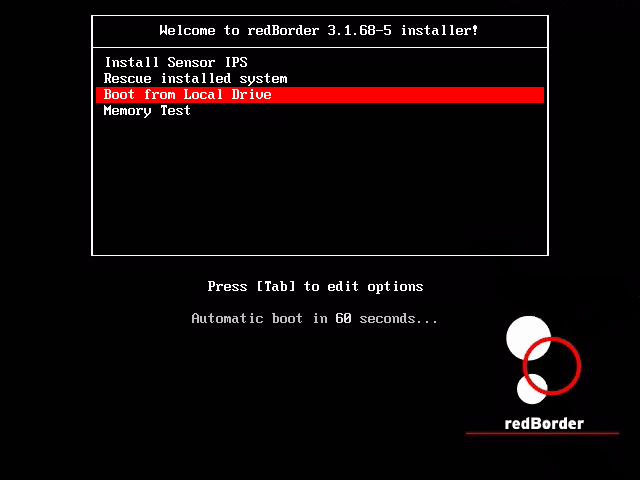 Welcome to redBorder 3.1.68-5 installer!
Install Sensor IPS
Rescue installed system
Boot from Local Drive
Memory Test
Press [Tab] to edit options
Automatic boot in 60 seconds...
redBorder